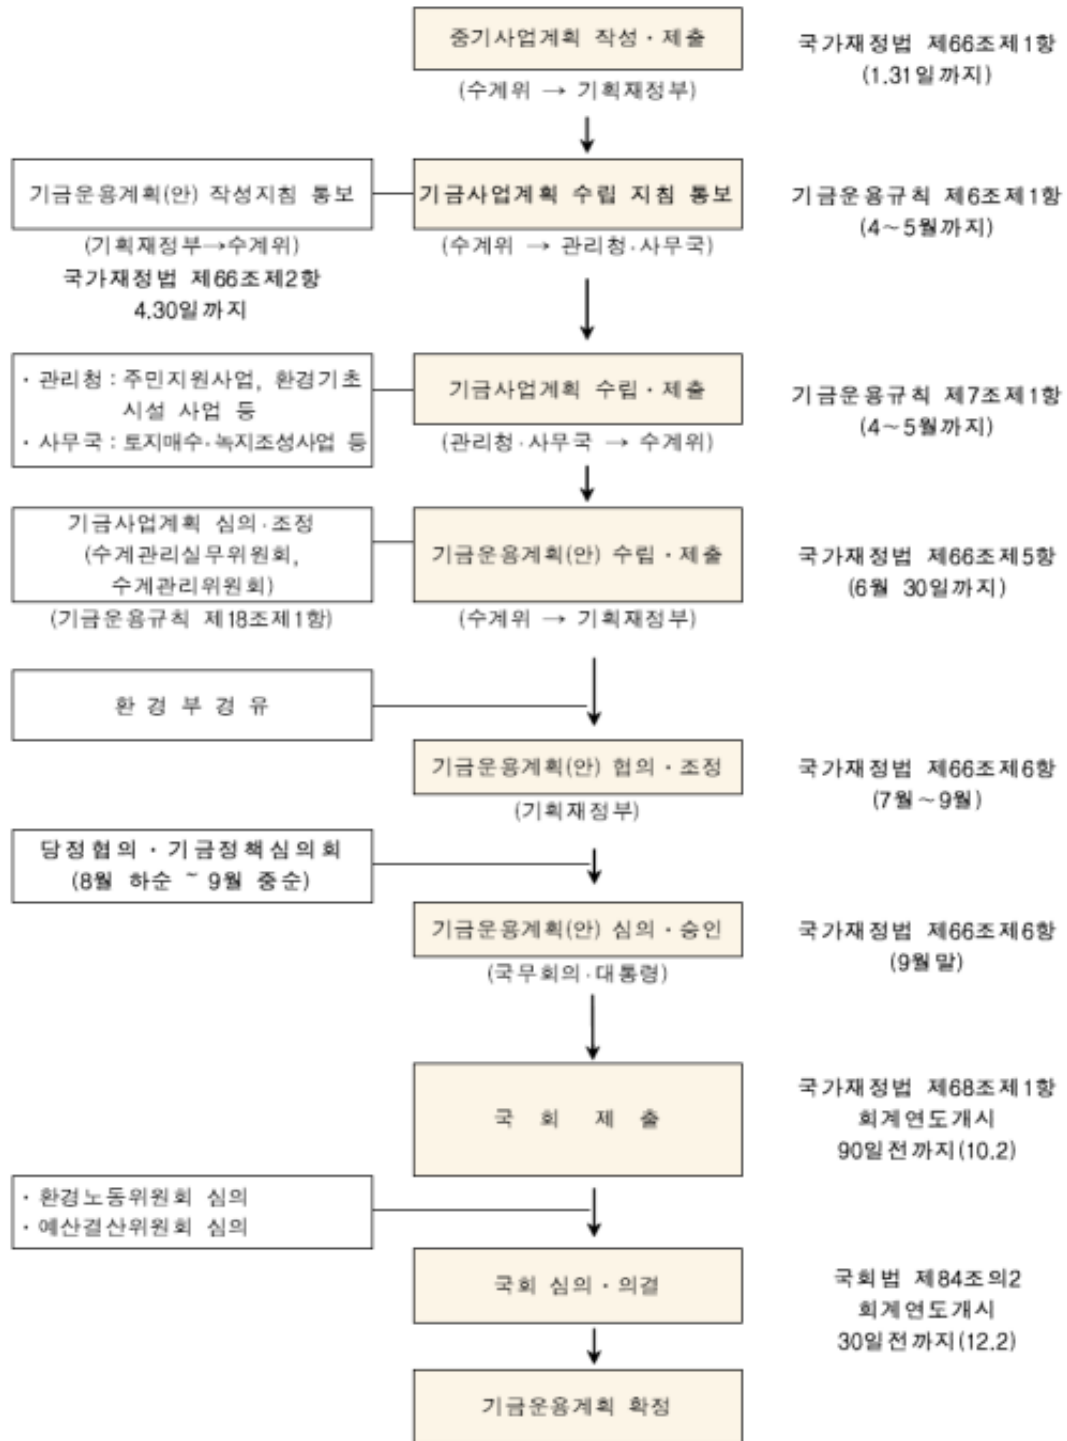 중기사업계획 작성・제출
국가재정법 제66조제1항
(1.31일까지)
(수계위 → 기획재정부)
기금운용계획(안) 작성지침 통보
기금사업계획 수립 지침 통보
기금운용규칙 제6조제1항
(4～5월까지)
(기획재정부→수계위)
(수계위 → 관리청·사무국)
국가재정법 제66조제2항
4.30일까지
· 관리청 : 주민지원사업, 환경기초
시설 사업 등
· 사무국 : 토지매수·녹지조성사업 등
기금사업계획 수립・제출
기금운용규칙 제7조제1항
(4～5월까지)
(관리청·사무국 → 수계위)
기금사업계획 심의·조정
(수계관리실무위원회,
수계관리위원회)
기금운용계획(안) 수립・제출
국가재정법 제66조제5항
(6월 30일까지)
(기금운용규칙 제18조제1항)
(수계위 → 기획재정부)
환 경 부 경 유
기금운용계획(안) 협의・조정
국가재정법 제66조제6항
(7월～9월)
(기획재정부)
당정협의・기금정책심의회
(8월 하순 ~ 9월 중순)
기금운용계획(안) 심의・승인
국가재정법 제66조제6항
(9월말)
(국무회의·대통령)
국 회 제 출
국가재정법 제68조제1항
회계연도개시
90일전까지(10.2)
· 환경노동위원회 심의
· 예산결산위원회 심의
국회 심의・의결
국회법 제84조의2
회계연도개시
30일전까지(12.2)
기금운용계획 확정